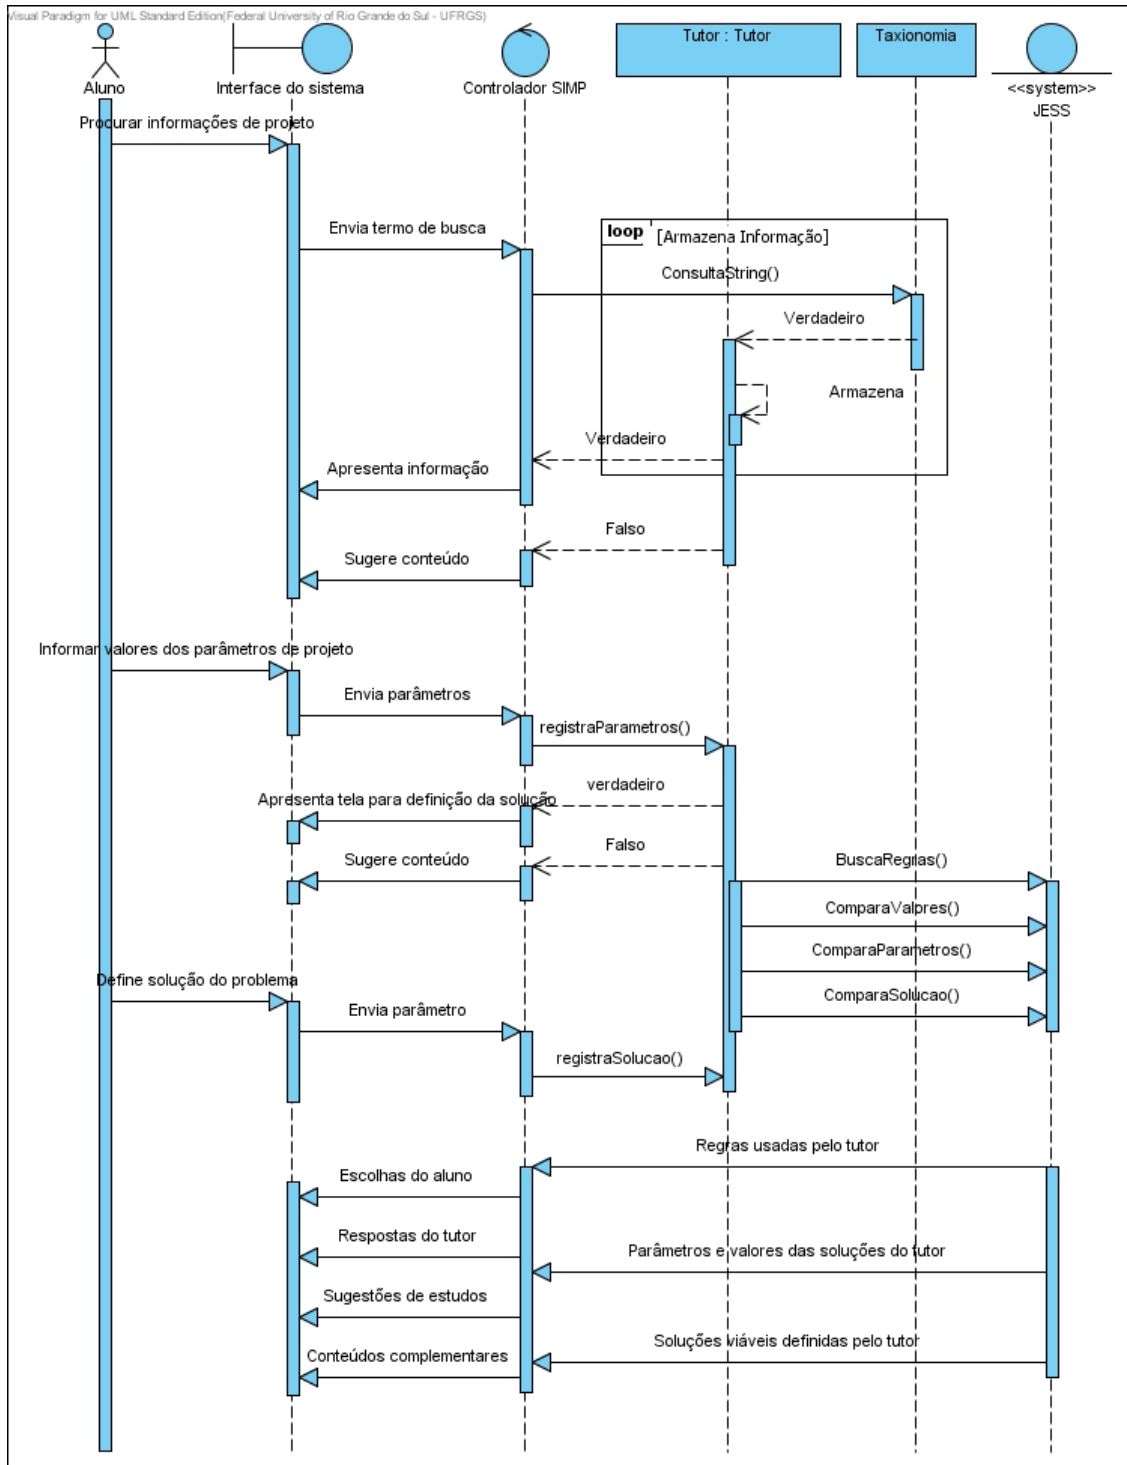 Visual Paradigm for UML Standard Edition(Federal University of Rio Grande do Sul - UFRGS)
Aluno
Interface do sistema
Controlador SIMP
Tutor : Tutor
Taxionomia
<<system>>
JESS
Procurar informações de projeto
Envia termo de busca
loop
[Armazena Informação]
ConsultaString()
Verdadeiro
Armazena
Verdadeiro
Apresenta informação
Falso
Sugere conteúdo
Informar valores dos parâmetros de projeto
Envia parâmetros
registraParametros()
verdadeiro
Apresenta tela para definição da solução
Falso
Sugere conteúdo
BuscaRegras()
ComparaValores()
ComparaParametros()
Define solução do problema
ComparaSolucao()
Envia parâmetro
registraSolucao()
Regras usadas pelo tutor
Escolhas do aluno
Respostas do tutor
Parâmetros e valores das soluções do tutor
Sugestões de estudos
Soluções viáveis definidas pelo tutor
Conteúdos complementares